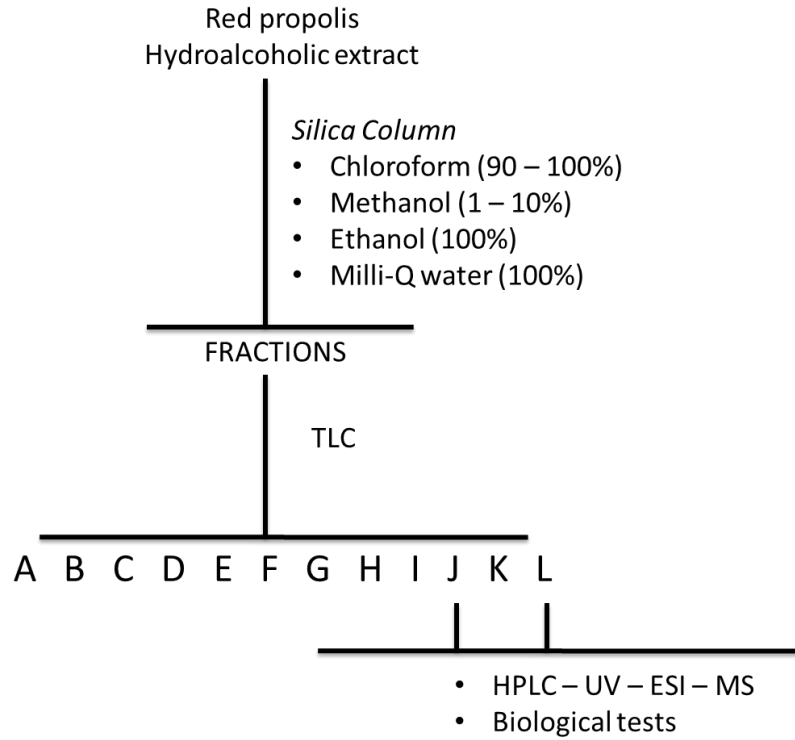 Red propolis
Hydroalcoholic extract
Silica Column
• Chloroform (90 – 100%)
• Methanol (1 – 10%)
• Ethanol (100%)
• Milli-Q water (100%)
FRACTIONS
TLC
A B C D E F G H I J K L
• HPLC – UV – ESI – MS
• Biological tests